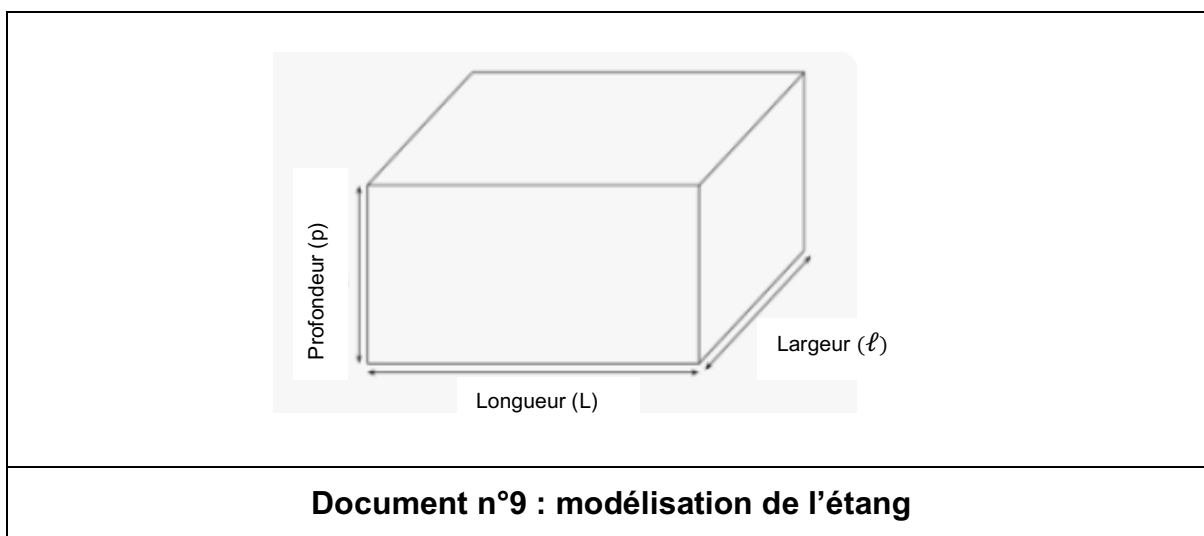 Profondeur (p)
Largeur (ℓ)
Longueur (L)
Document n°9 : modélisation de l'étang